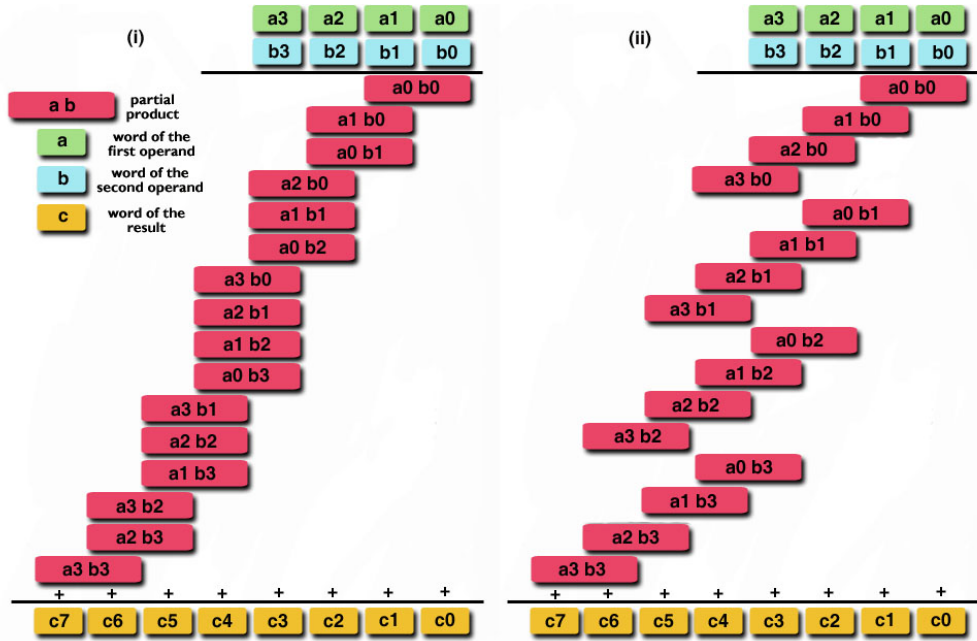 (i)
a3 a2 a1 a0
b3 b2 b1 b0
a b partial
product
a word of the
first operand
b word of the
second operand
c word of the
result
a0 b0
a1 b0
a0 b1
a2 b0
a1 b1
a0 b2
a3 b0
a2 b1
a1 b2
a0 b3
a3 b1
a2 b2
a1 b3
a3 b2
a2 b3
a3 b3
+ + + + + + + +
c7 c6 c5 c4 c3 c2 c1 c0
(ii)
a3 a2 a1 a0
b3 b2 b1 b0
a0 b0
a1 b0
a2 b0
a3 b0
a0 b1
a1 b1
a2 b1
a3 b1
a0 b2
a1 b2
a2 b2
a3 b2
a0 b3
a1 b3
a2 b3
a3 b3
+ + + + + + + +
c7 c6 c5 c4 c3 c2 c1 c0